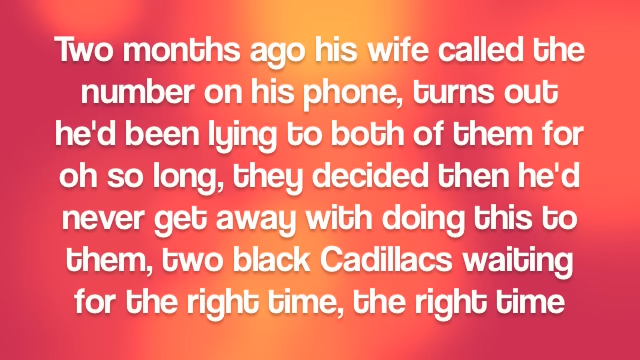 Two months ago his wife called the
number on his phone, turns out
he'd been lying to both of them for
oh so long, they decided then he'd
never get away with doing this to
them, two black Cadillacs waiting
for the right time, the right time